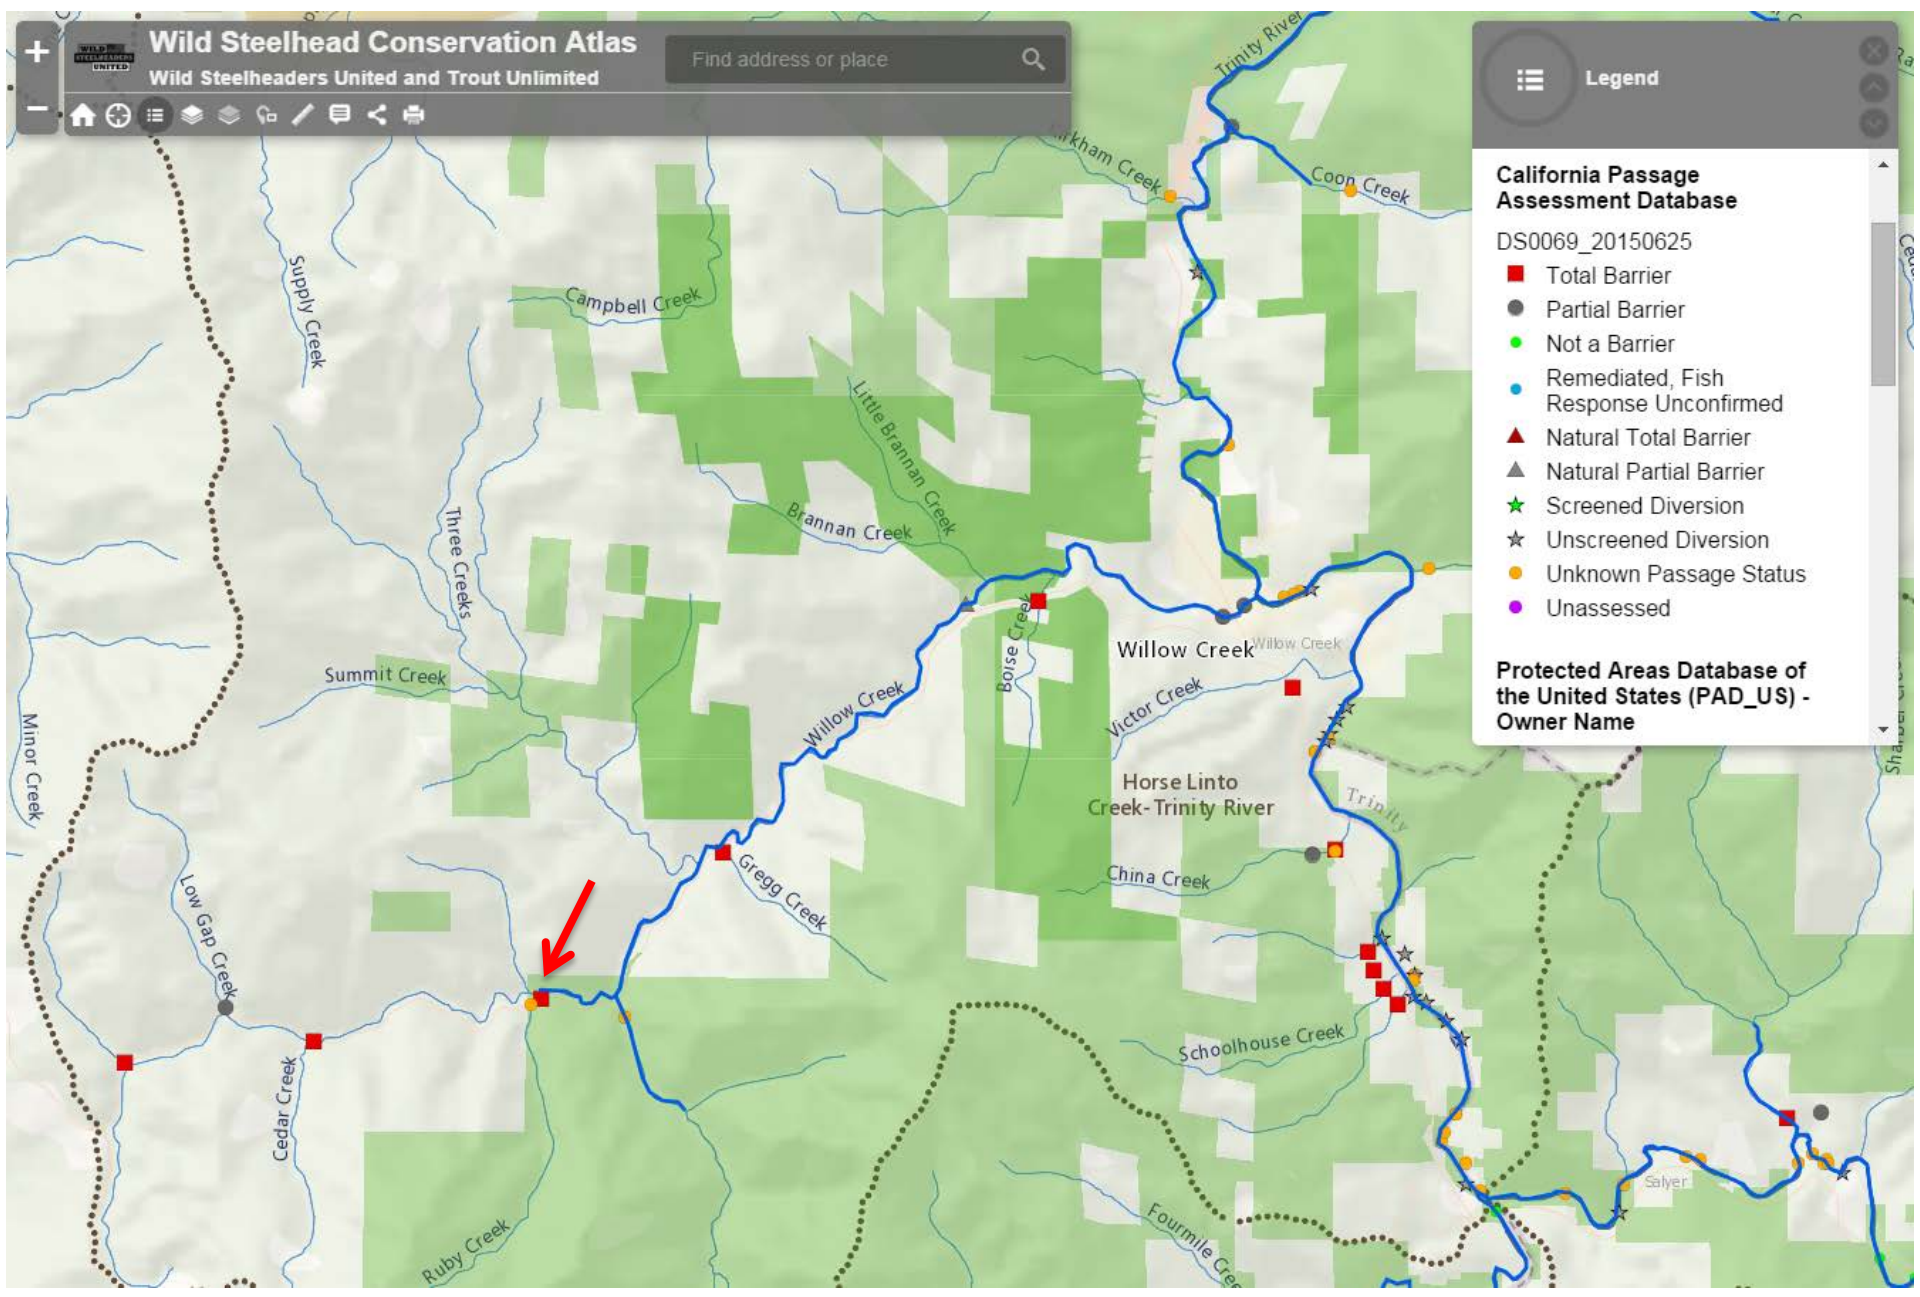 Wild Steelhead Conservation Atlas
Wild Steelheaders United and Trout Unlimited
WILD
STEELHEADERS
UNITED
Find address or place
Legend
California Passage
Assessment Database
DS0069_20150625
Total Barrier
Partial Barrier
Not a Barrier
Remediated, Fish
Response Unconfirmed
Natural Total Barrier
Natural Partial Barrier
Screened Diversion
Unscreened Diversion
Unknown Passage Status
Unassessed
Protected Areas Database of
the United States (PAD_US) -
Owner Name
Trinity River
Coon Creek
Supply Creek
Campbell Creek
Little Brannan Creek
Brannan Creek
Three Creeks
Summit Creek
Minor Creek
Willow Creek
Boise Creek
Willow Creek
Willow Creek
Victor Creek
Horse Linto
Creek-Trinity River
Trinity
China Creek
Gregg Creek
Low Gap Creek
Cedar Creek
Schoolhouse Creek
Ruby Creek
Fourmile Cree
Salyer